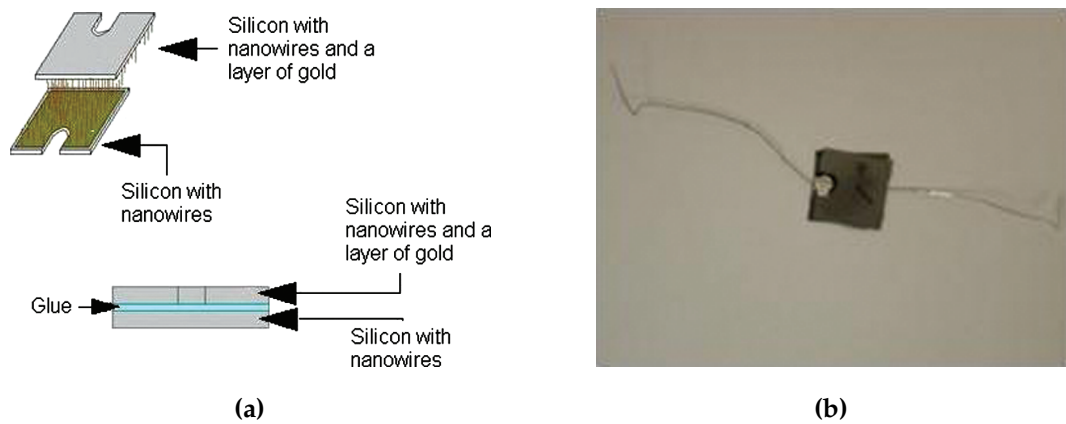 Silicon with
nanowires and a
layer of gold
Silicon with
nanowires
Silicon with
nanowires and a
layer of gold
Glue
Silicon with
nanowires
(a)
(b)